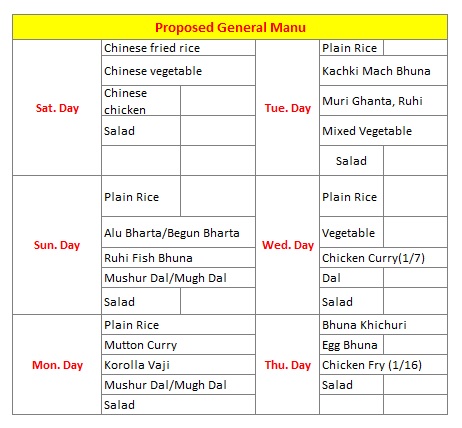 Proposed General Manu
Sat. Day
Chinese fried rice
Chinese vegetable
Chinese
chicken
Salad
Tue. Day
Plain Rice
Kachki Mach Bhuna
Muri Ghanta, Ruhi
Mixed Vegetable
Salad
Sun. Day
Plain Rice
Alu Bharta/Begun Bharta
Ruhi Fish Bhuna
Mushur Dal/Mugh Dal
Salad
Wed. Day
Plain Rice
Vegetable
Chicken Curry(1/7)
Dal
Salad
Mon. Day
Plain Rice
Mutton Curry
Korolla Vaji
Mushur Dal/Mugh Dal
Salad
Thu. Day
Bhuna Khichuri
Egg Bhuna
Chicken Fry (1/16)
Salad